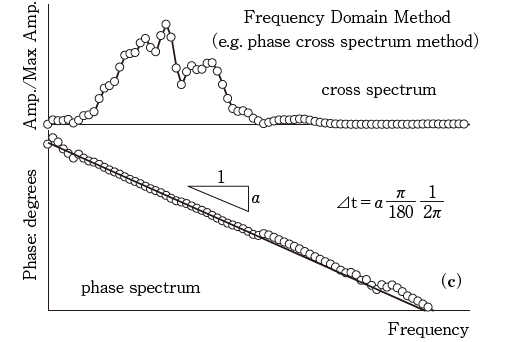 Amp./Max Amp.
Frequency Domain Method
(e.g. phase cross spectrum method)
cross spectrum
Phase: degrees
1
a
⊿t = a π/180 1/2π
(c)
phase spectrum
Frequency